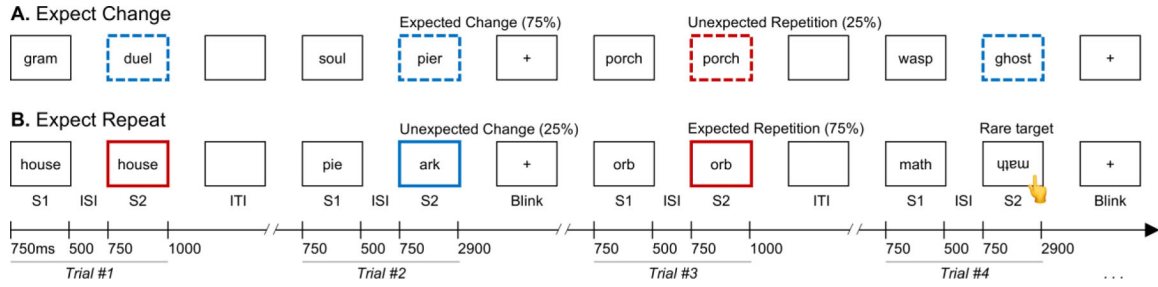 A. Expect Change
Expected Change (75%) Unexpected Repetition (25%)
gram duel soul pier + porch porch wasp ghost +
B. Expect Repeat
Unexpected Change (25%) Expected Repetition (75%) Rare target
house house pie ark + orb orb math math +
S1 ISI S2 ITI S1 ISI S2 Blink S1 ISI S2 ITI S1 ISI S2 Blink
750ms 500 750 1000 750 500 750 2900 750 500 750 1000 750 500 750 2900
Trial #1 Trial #2 Trial #3 Trial #4 . . .